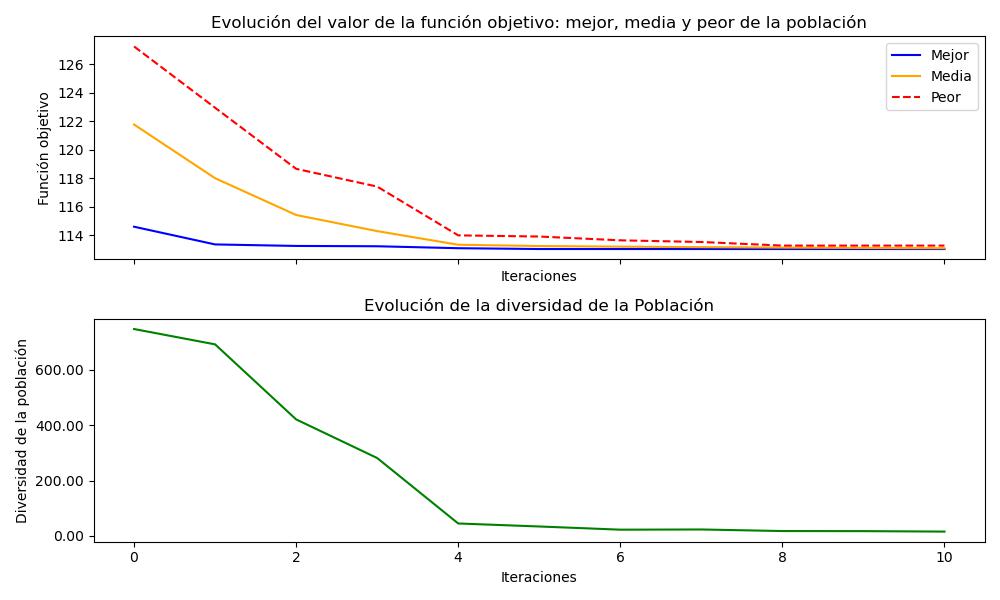 Evolución del valor de la función objetivo: mejor, media y peor de la población
126
124
122
120
118
116
114
Función objetivo
Mejor
Media
Peor
Iteraciones
Evolución de la diversidad de la Población
600.00
400.00
200.00
0.00
Diversidad de la población
0 2 4 6 8 10
Iteraciones